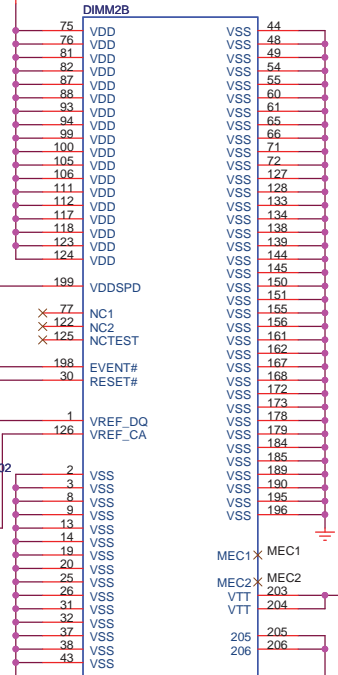 DIMM2B
75 VDD VSS 44
76 VDD VSS 48
81 VDD VSS 49
82 VDD VSS 54
87 VDD VSS 55
88 VDD VSS 60
93 VDD VSS 61
94 VDD VSS 65
99 VDD VSS 66
100 VDD VSS 71
105 VDD VSS 72
106 VDD VSS 127
111 VDD VSS 128
112 VDD VSS 133
117 VDD VSS 134
118 VDD VSS 138
123 VDD VSS 139
124 VDD VSS 144
VSS 145
199 VDDSPD VSS 150
VSS 151
77 NC1 VSS 155
122 NC2 VSS 156
125 NCTEST VSS 161
VSS 162
198 EVENT# VSS 167
30 RESET# VSS 168
VSS 172
VSS 173
1 VREF_DQ VSS 178
126 VREF_CA VSS 179
VSS 184
02 VSS 185
2 VSS VSS 189
3 VSS VSS 190
8 VSS VSS 195
9 VSS VSS 196
13 VSS
14 VSS
19 VSS MEC1 MEC1
20 VSS
25 VSS MEC2 MEC2
26 VSS VTT 203
31 VSS VTT 204
32 VSS
37 VSS 205 205
38 VSS 206 206
43 VSS